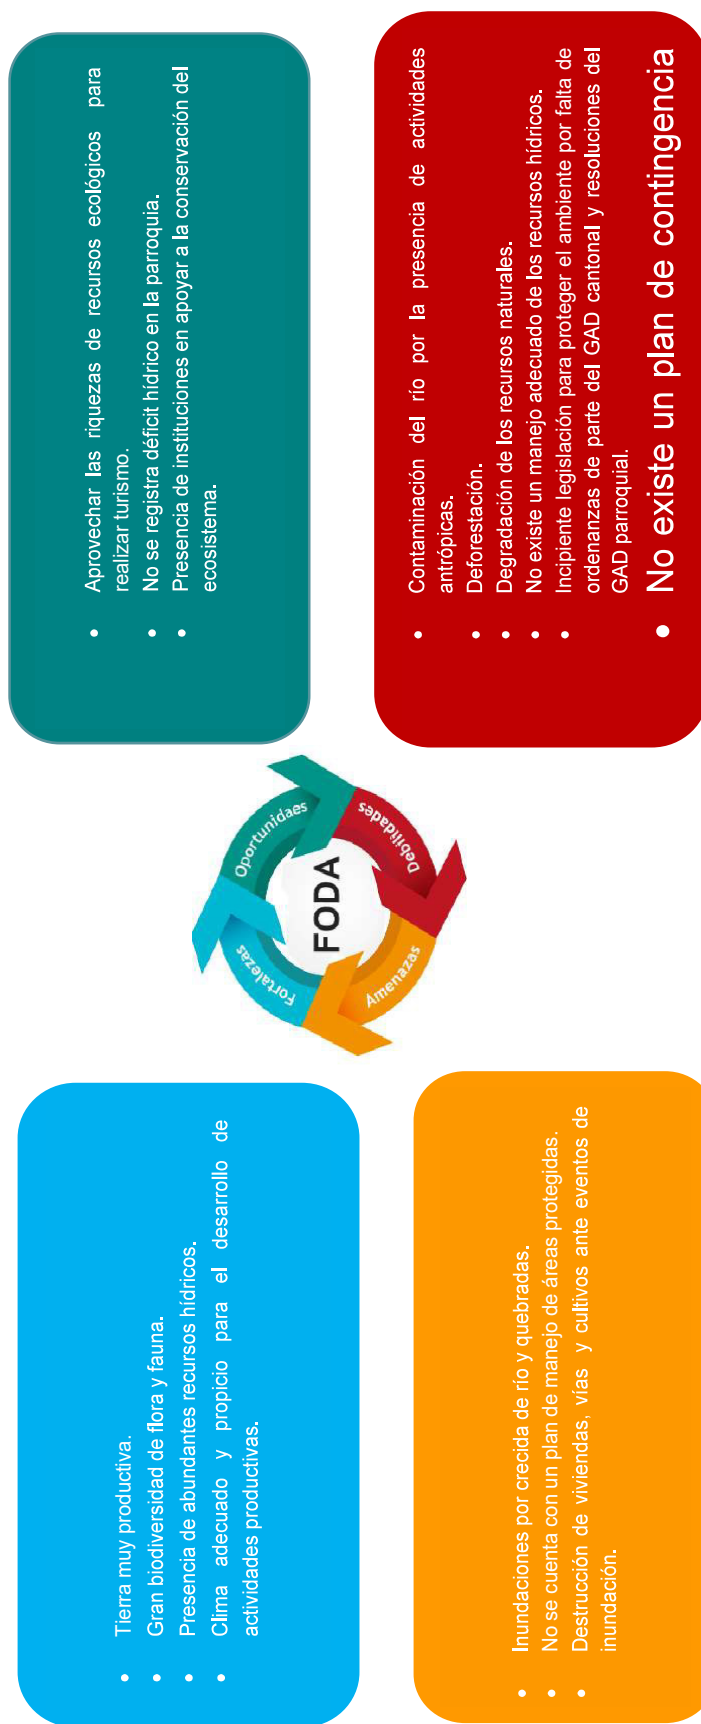 Tierra muy productiva.
Gran biodiversidad de flora y fauna.
Presencia de abundantes recursos hídricos.
Clima adecuado y propicio para el desarrollo de
actividades productivas.
Aprovechar las riquezas de recursos ecológicos para
realizar turismo.
No se registra déficit hídrico en la parroquia.
Presencia de instituciones en apoyar a la conservación del
ecosistema.
Fortalezas
Oportunidaes
FODA
Amenazas
Debilidades
Inundaciones por crecida de río y quebradas.
No se cuenta con un plan de manejo de áreas protegidas.
Destrucción de viviendas, vías y cultivos ante eventos de
inundación.
Contaminación del río por la presencia de actividades
antrópicas.
Deforestación.
Degradación de los recursos naturales.
No existe un manejo adecuado de los recursos hídricos.
Incipiente legislación para proteger el ambiente por falta de
ordenanzas de parte del GAD cantonal y resoluciones del
GAD parroquial.
No existe un plan de contingencia